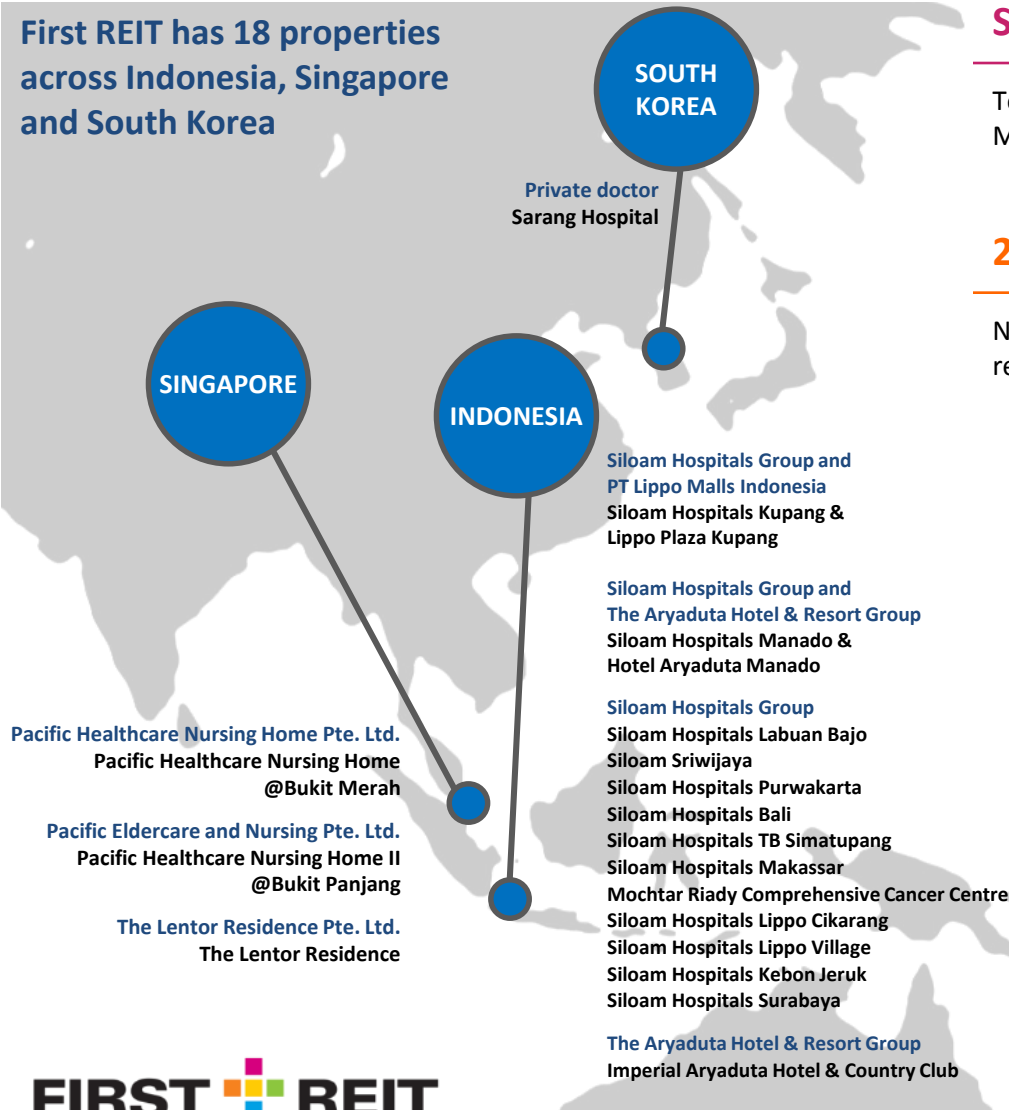 First REIT has 18 properties
across Indonesia, Singapore
and South Korea
SOUTH
KOREA
Private doctor
Sarang Hospital
SINGAPORE
INDONESIA
Siloam Hospitals Group and
PT Lippo Malls Indonesia
Siloam Hospitals Kupang &
Lippo Plaza Kupang
Siloam Hospitals Group and
The Aryaduta Hotel & Resort Group
Siloam Hospitals Manado &
Hotel Aryaduta Manado
Siloam Hospitals Group
Siloam Hospitals Labuan Bajo
Siloam Sriwijaya
Siloam Hospitals Purwakarta
Siloam Hospitals Bali
Siloam Hospitals TB Simatupang
Siloam Hospitals Makassar
Mochtar Riady Comprehensive Cancer Centre
Siloam Hospitals Lippo Cikarang
Siloam Hospitals Lippo Village
Siloam Hospitals Kebon Jeruk
Siloam Hospitals Surabaya
The Aryaduta Hotel & Resort Group
Imperial Aryaduta Hotel & Country Club
Pacific Healthcare Nursing Home Pte. Ltd.
Pacific Healthcare Nursing Home
@Bukit Merah
Pacific Eldercare and Nursing Pte. Ltd.
Pacific Healthcare Nursing Home II
@Bukit Panjang
The Lentor Residence Pte. Ltd.
The Lentor Residence
FIRST REIT